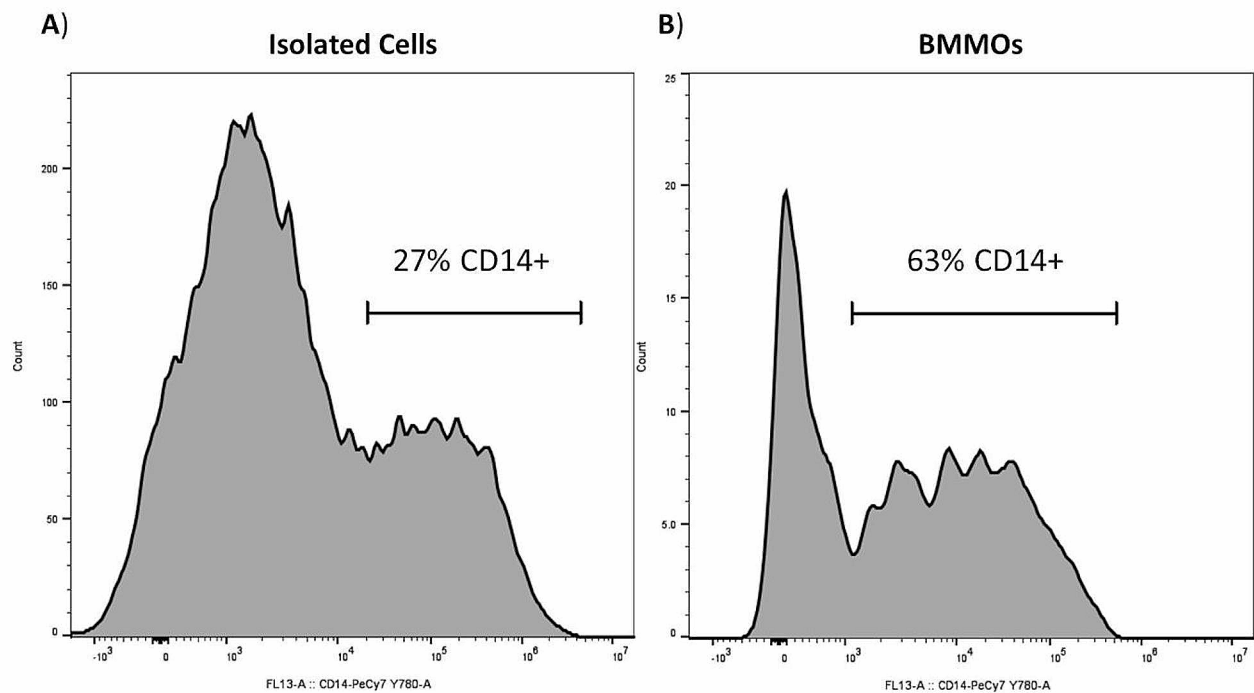 A)
Isolated Cells
200
150
100
50
0
27% CD14+
-10³ 0 10³ 10⁴ 10⁵ 10⁶ 10⁷
Count
FL13-A :: CD14-PeCy7 Y780-A
B)
BMMOs
25
20
15
10
5.0
0
63% CD14+
-10³ 0 10³ 10⁴ 10⁵ 10⁶ 10⁷
Count
FL13-A :: CD14-PeCy7 Y780-A